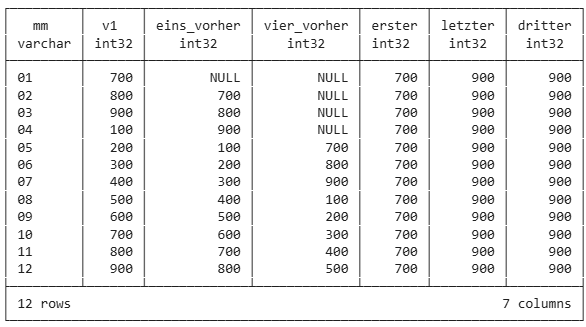 mm v1 eins_vorher vier_vorher erster letzter dritter
varchar int32 int32 int32 int32 int32 int32
01 700 NULL NULL 700 900 900
02 800 700 NULL 700 900 900
03 900 800 NULL 700 900 900
04 100 900 NULL 700 900 900
05 200 100 700 700 900 900
06 300 200 800 700 900 900
07 400 300 900 700 900 900
08 500 400 100 700 900 900
09 600 500 200 700 900 900
10 700 600 300 700 900 900
11 800 700 400 700 900 900
12 900 800 500 700 900 900
12 rows 7 columns